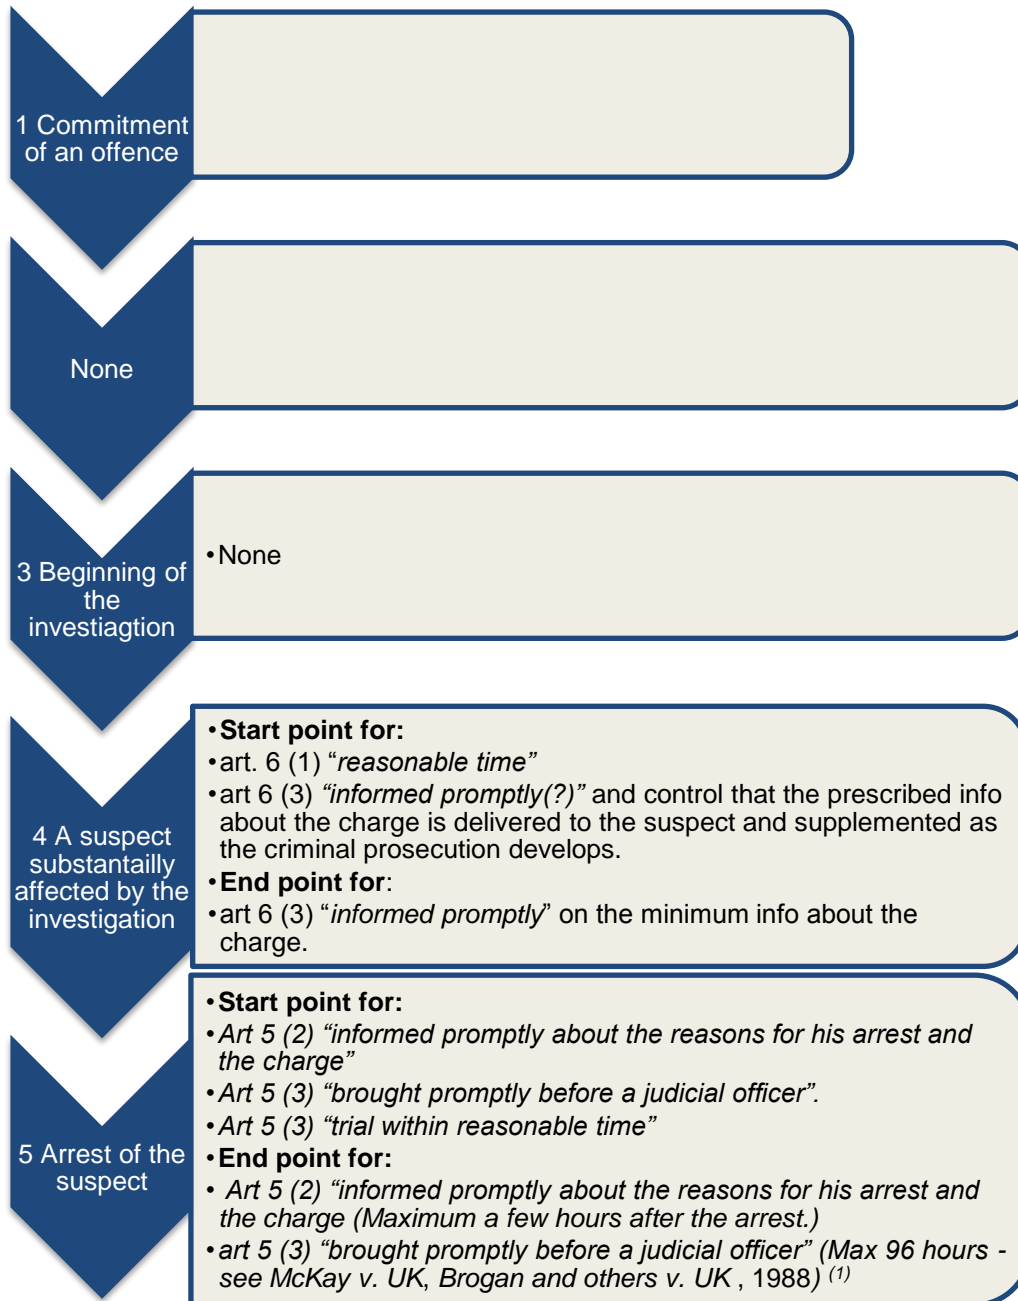 1 Commitment
of an offence
None
3 Beginning of
the
investiagtion
•None
4 A suspect
substantailly
affected by the
investigation
•Start point for:
•art. 6 (1) “reasonable time”
•art 6 (3) “informed promptly(?)” and control that the prescribed info
about the charge is delivered to the suspect and supplemented as
the criminal prosecution develops.
•End point for:
•art 6 (3) “informed promptly” on the minimum info about the
charge.
5 Arrest of the
suspect
•Start point for:
•Art 5 (2) “informed promptly about the reasons for his arrest and
the charge”
•Art 5 (3) “brought promptly before a judicial officer”.
•Art 5 (3) “trial within reasonable time”
•End point for:
• Art 5 (2) “informed promptly about the reasons for his arrest and
the charge (Maximum a few hours after the arrest.)
•art 5 (3) “brought promptly before a judicial officer” (Max 96 hours -
see McKay v. UK, Brogan and others v. UK , 1988) (1)